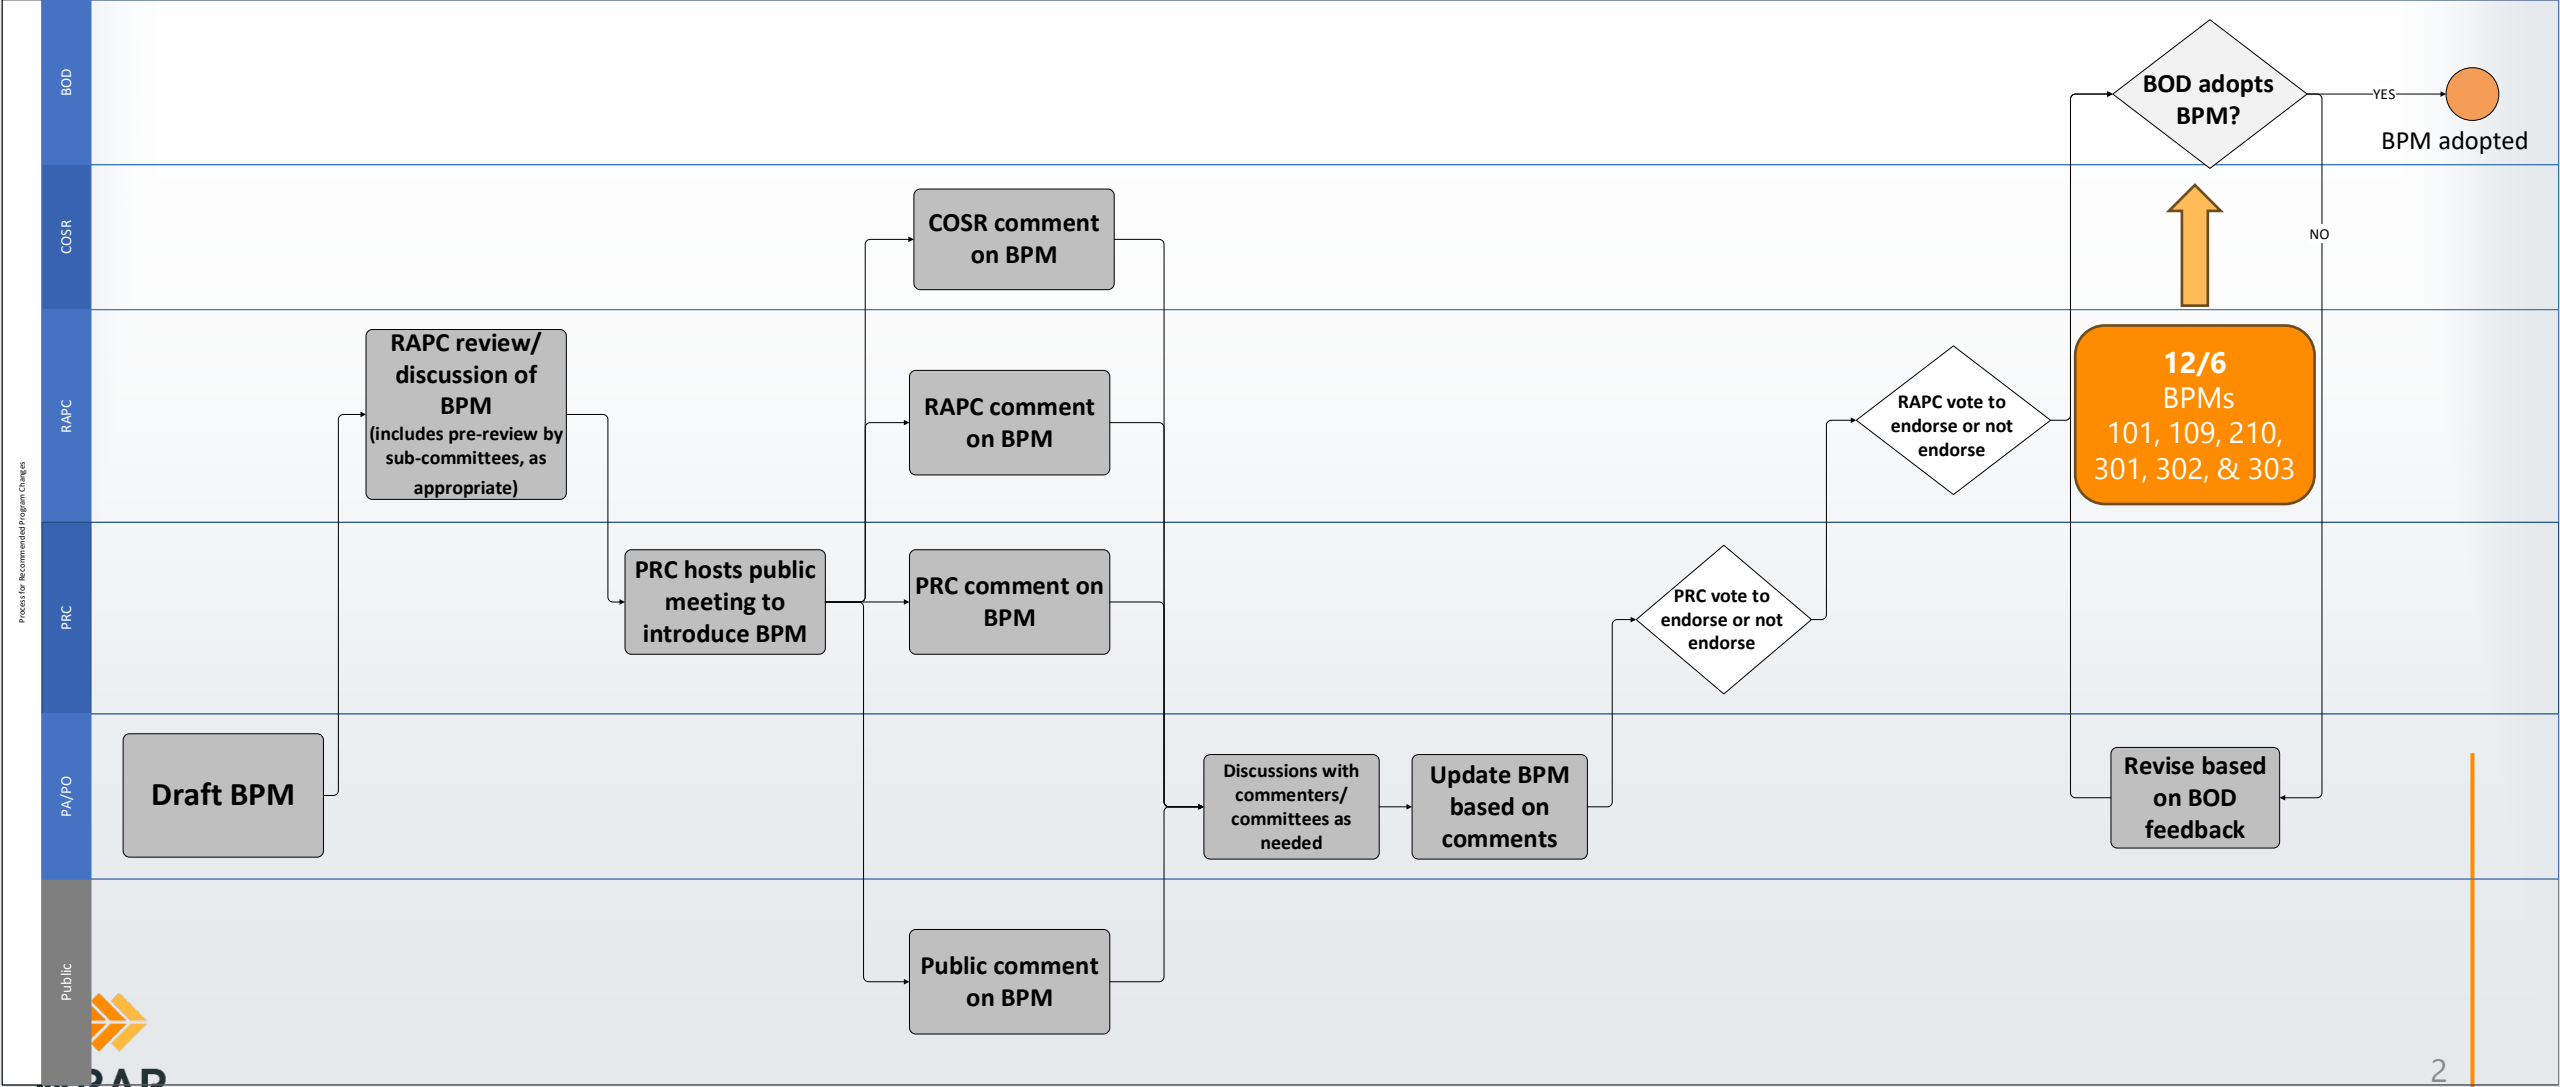 Process for Recommended Program Changes
BOD
BOD adopts
BPM?
YES
BPM adopted
COSR
COSR comment
on BPM
NO
RAPC
RAPC review/
discussion of
BPM
(includes pre-review by
sub-committees, as
appropriate)
RAPC comment
on BPM
RAPC vote to
endorse or not
endorse
12/6
BPMs
101, 109, 210,
301, 302, & 303
PRC
PRC hosts public
meeting to
introduce BPM
PRC comment on
BPM
PRC vote to
endorse or not
endorse
PA/PO
Draft BPM
Discussions with
commenters/
committees as
needed
Update BPM
based on
comments
Revise based
on BOD
feedback
Public
Public comment
on BPM
2